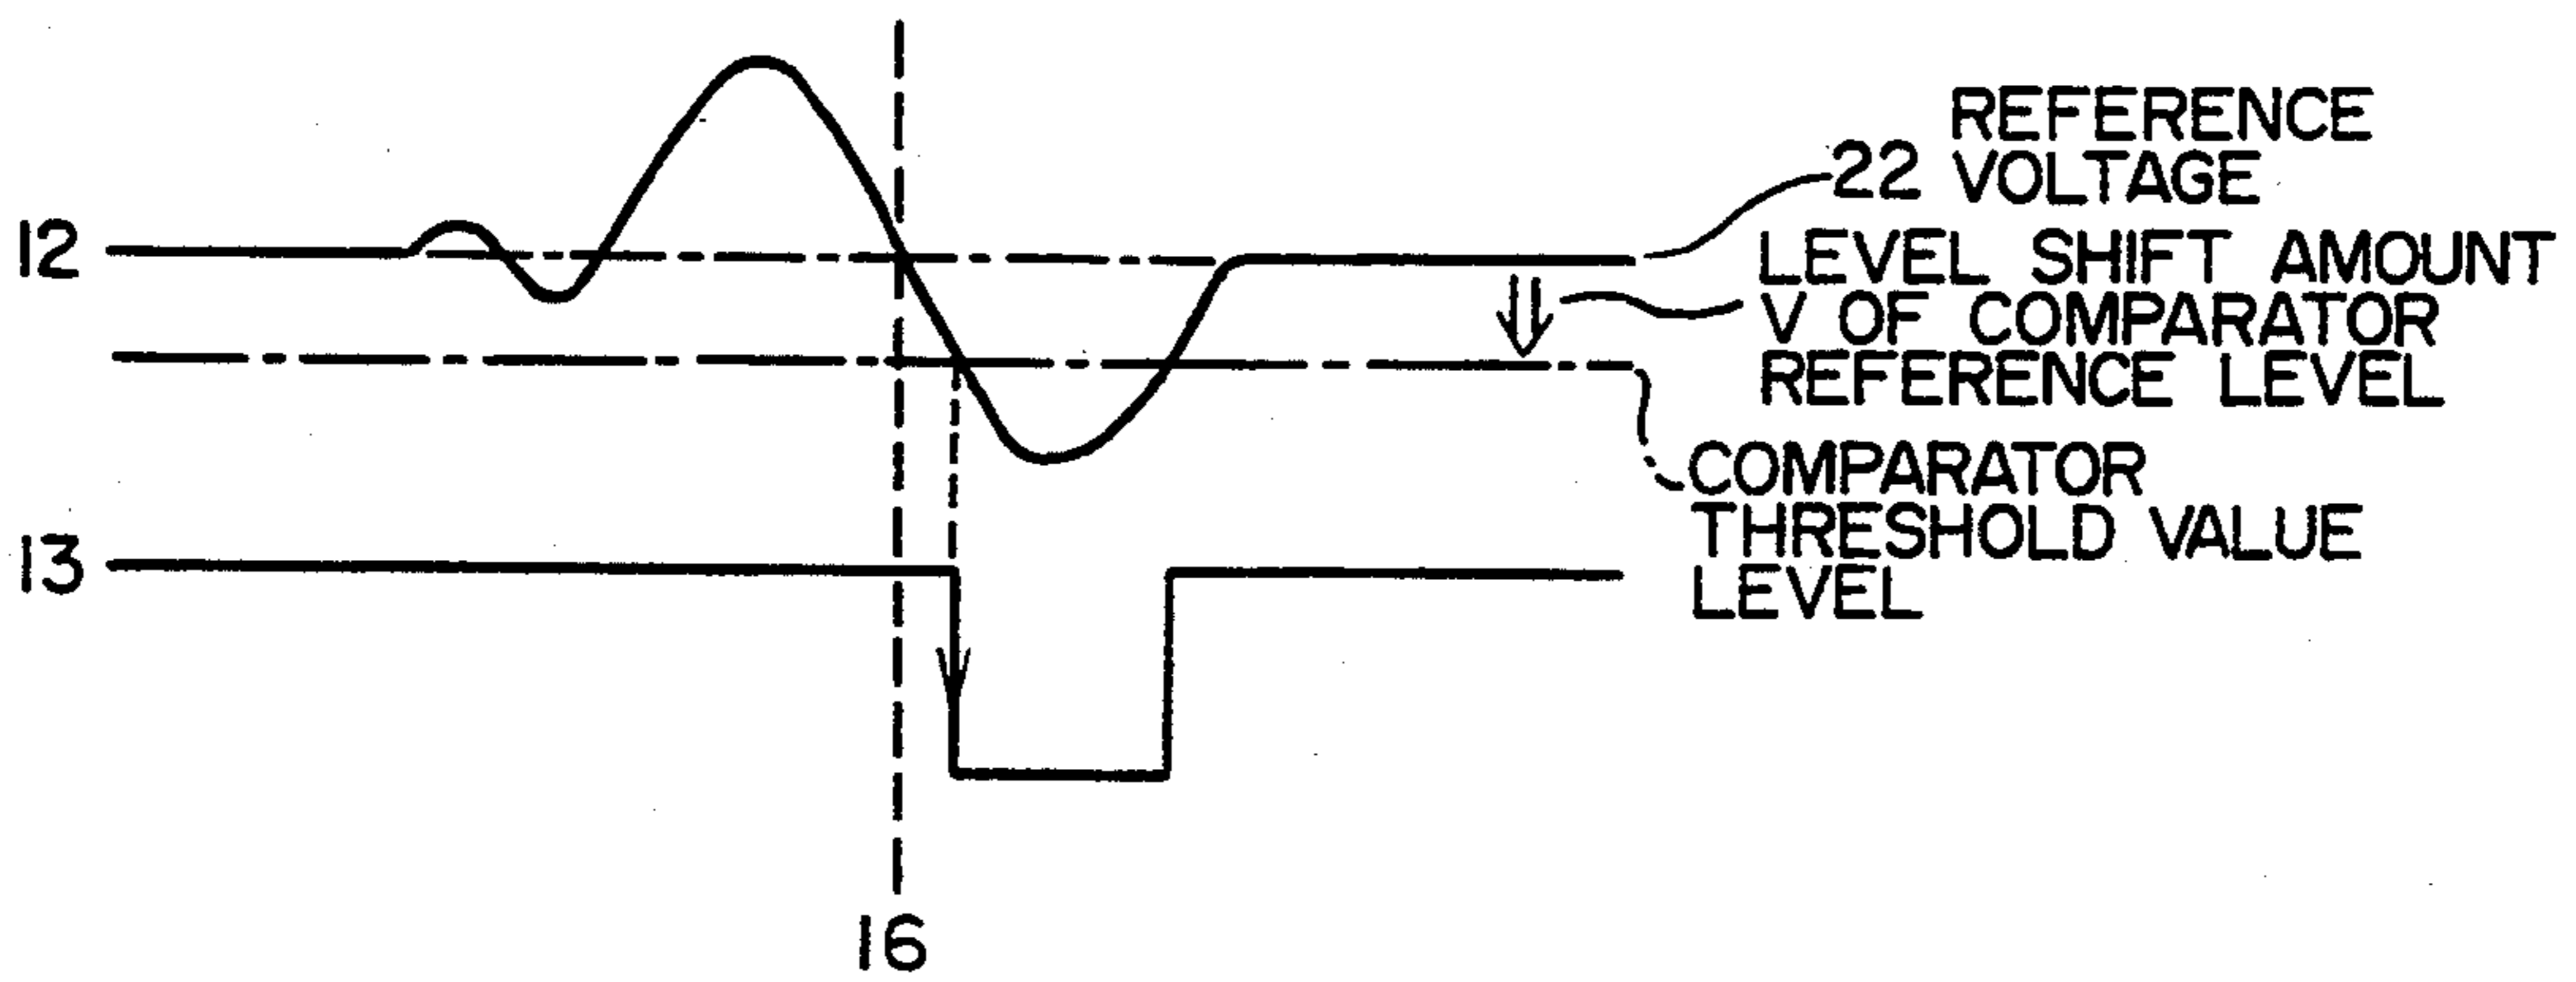 REFERENCE
22 VOLTAGE
12
LEVEL SHIFT AMOUNT
V OF COMPARATOR
REFERENCE LEVEL
COMPARATOR
THRESHOLD VALUE
LEVEL
13
16